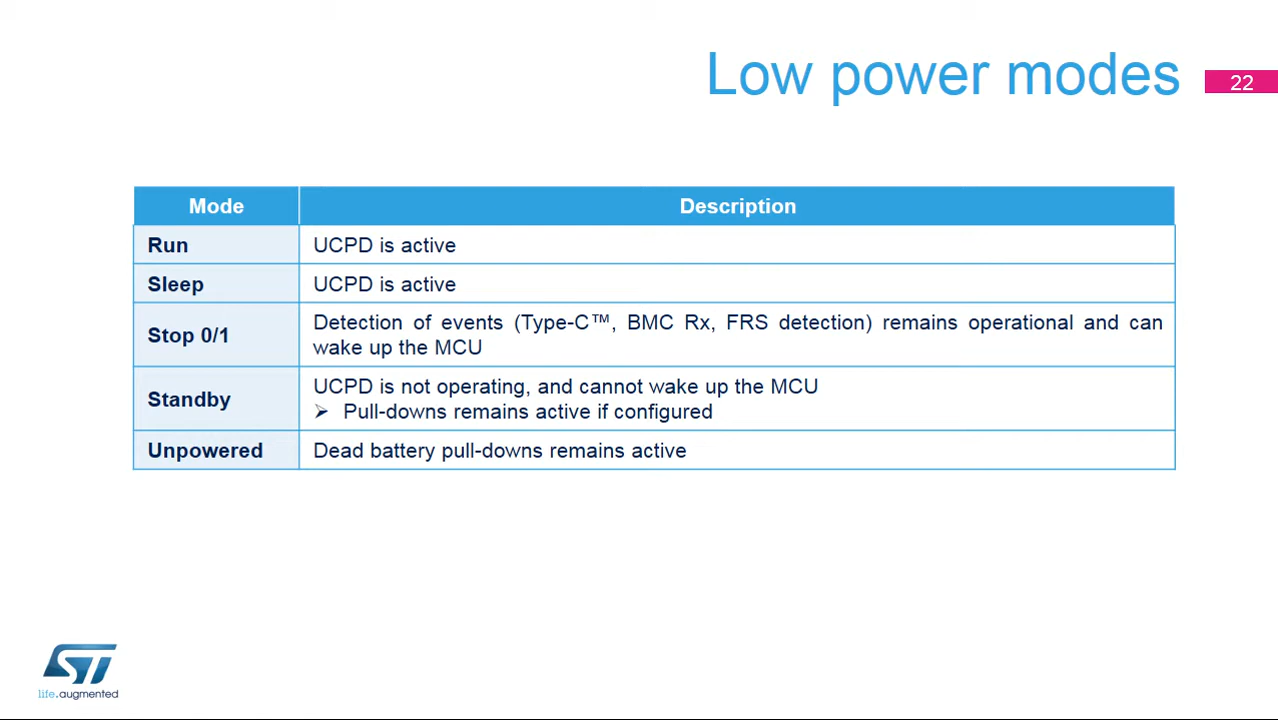 Low power modes
22
Mode Description
Run UCPD is active
Sleep UCPD is active
Stop 0/1 Detection of events (Type-C™, BMC Rx, FRS detection) remains operational and can
wake up the MCU
Standby UCPD is not operating, and cannot wake up the MCU
➢ Pull-downs remains active if configured
Unpowered Dead battery pull-downs remains active
ST
life.augmented